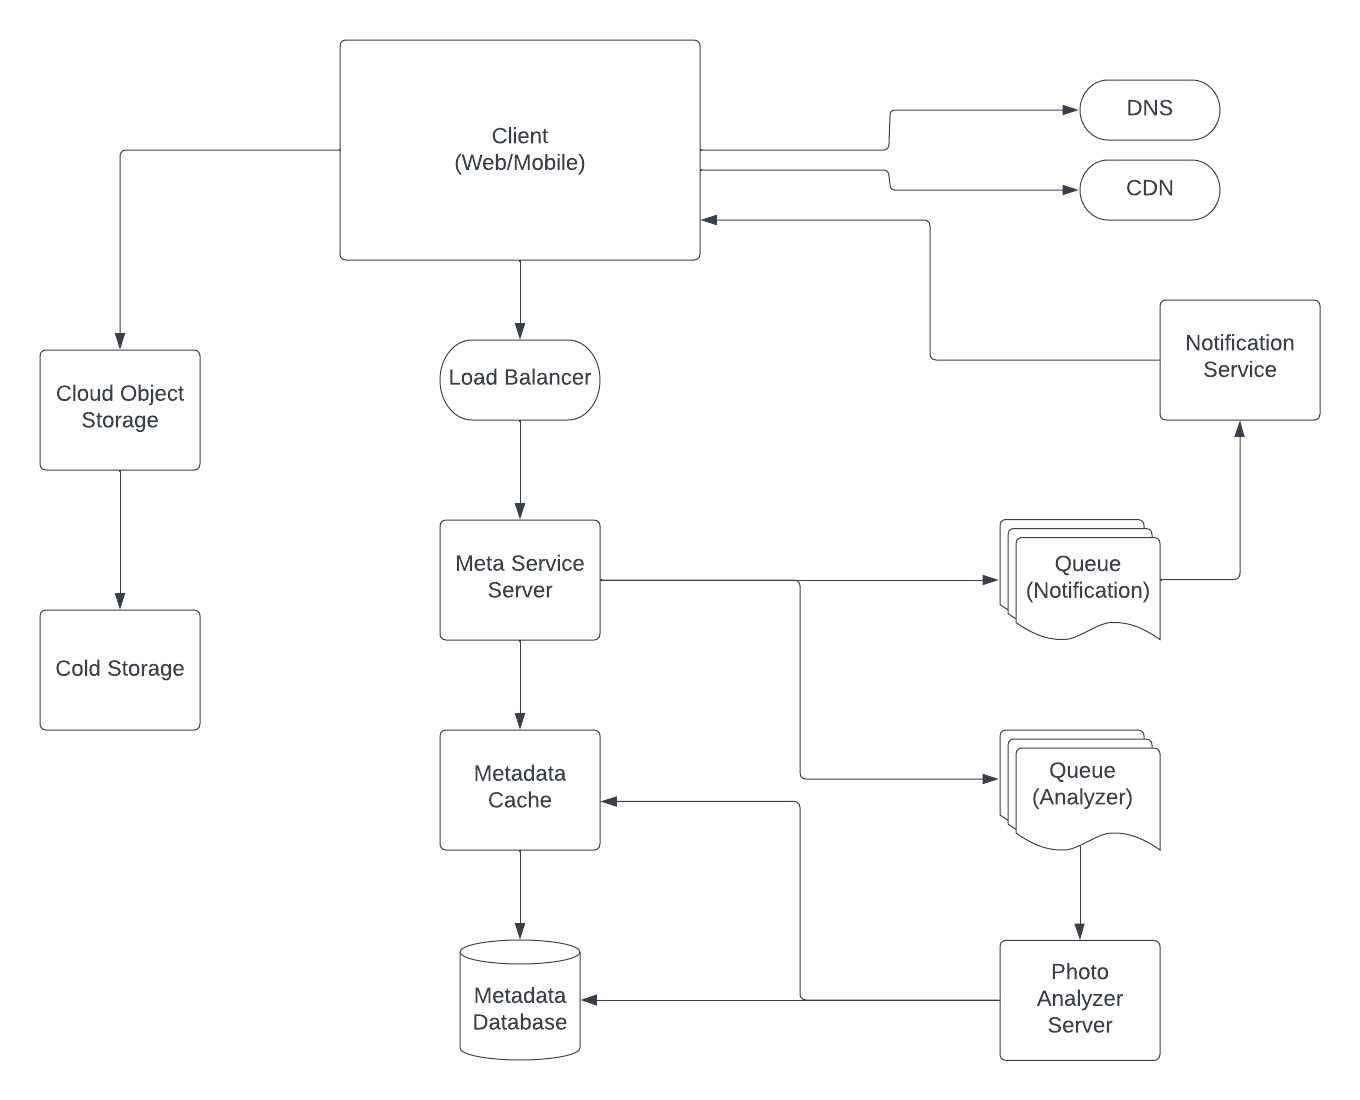 Client
(Web/Mobile)
DNS
CDN
Notification
Service
Load Balancer
Cloud Object
Storage
Meta Service
Server
Queue
(Notification)
Cold Storage
Metadata
Cache
Queue
(Analyzer)
Metadata
Database
Photo
Analyzer
Server